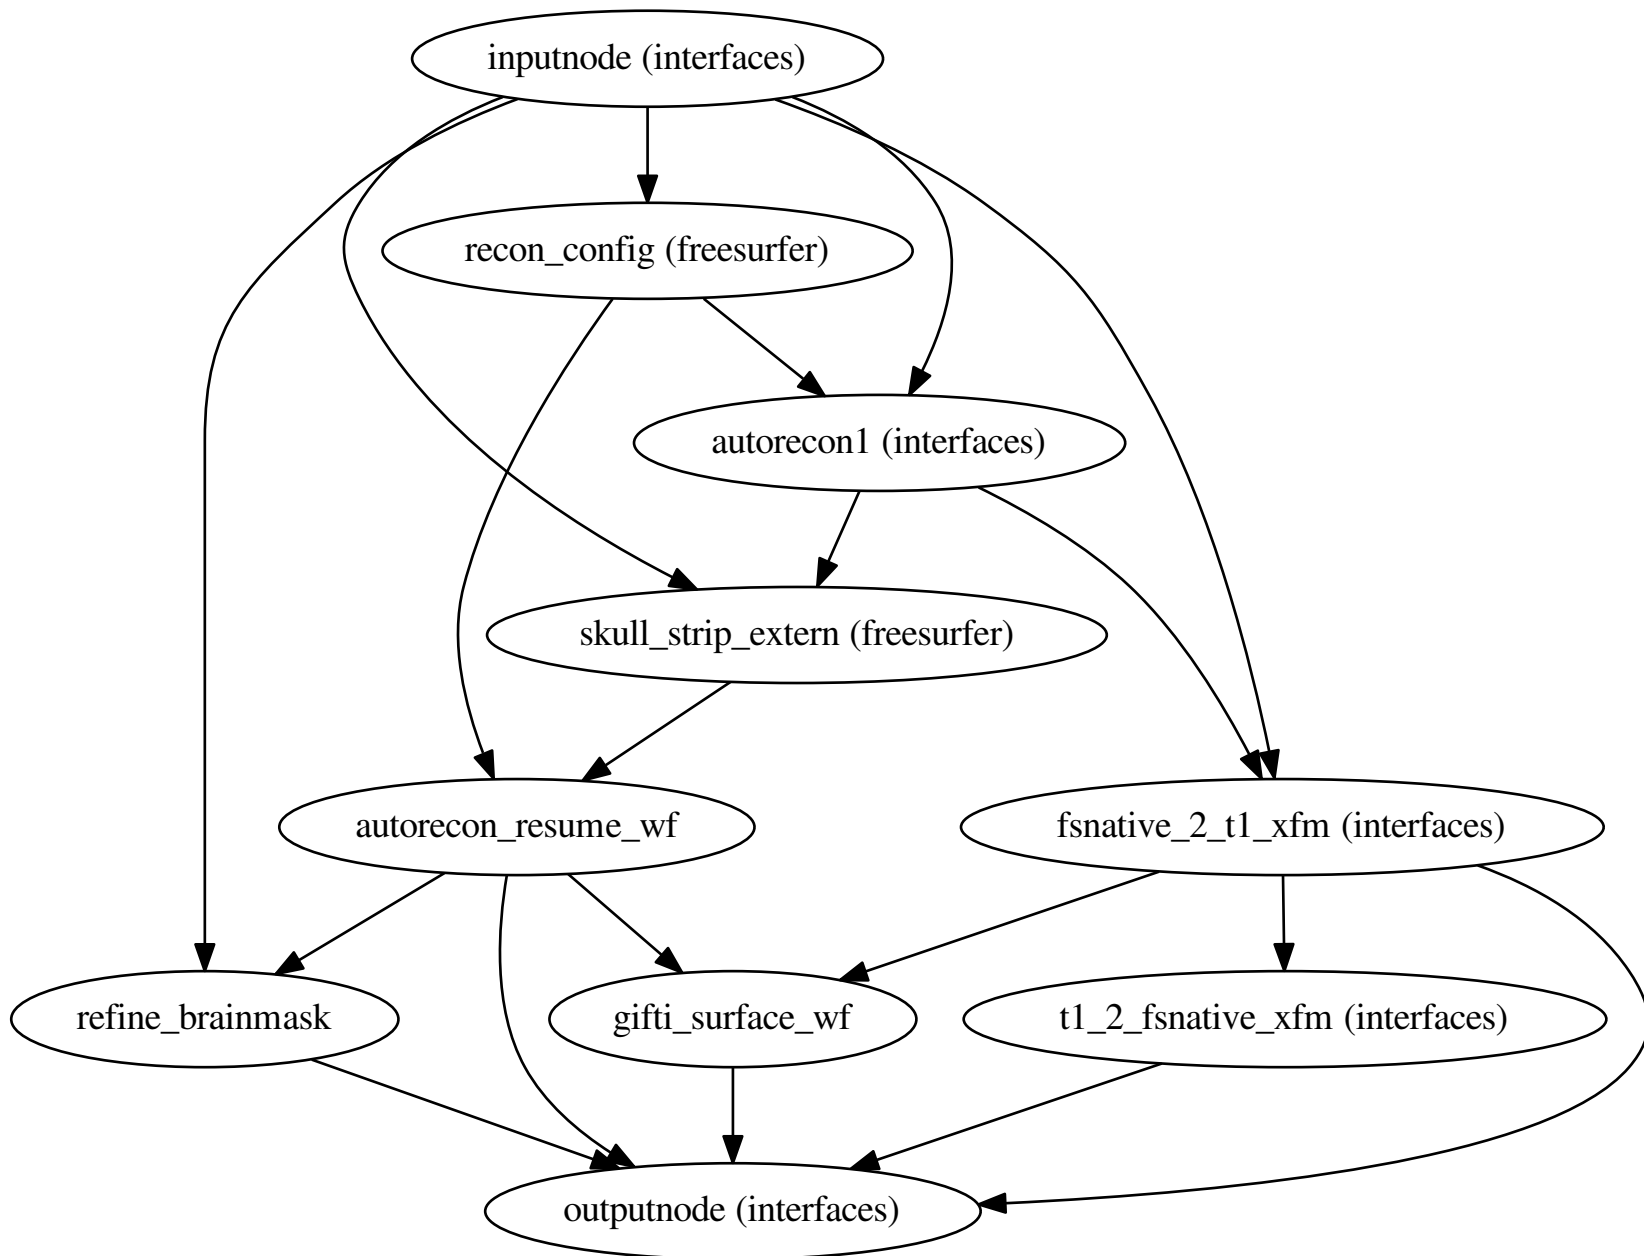 inputnode (interfaces)
recon_config (freesurfer)
autorecon1 (interfaces)
skull_strip_extern (freesurfer)
autorecon_resume_wf
fsnative_2_t1_xfm (interfaces)
refine_brainmask
gifti_surface_wf
t1_2_fsnative_xfm (interfaces)
outputnode (interfaces)